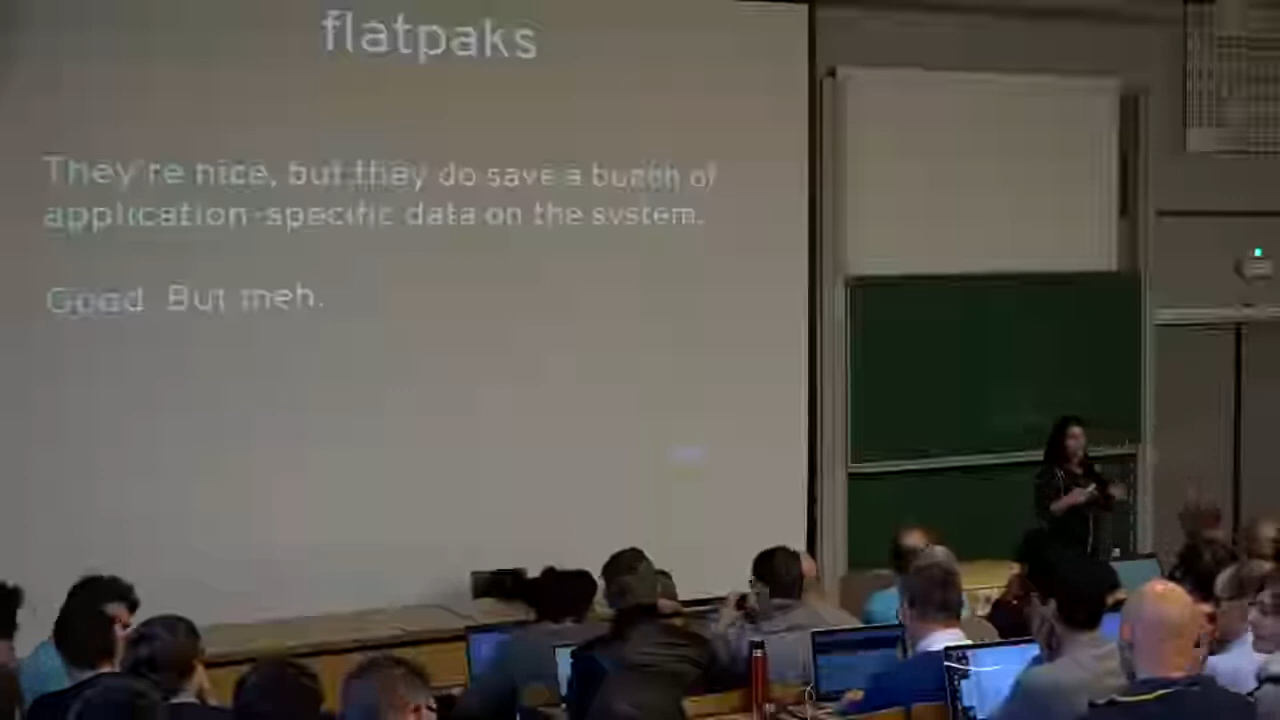 flatpaks
They're nice, but they do save a bunch of
application-specific data on the system.
Good. But meh.